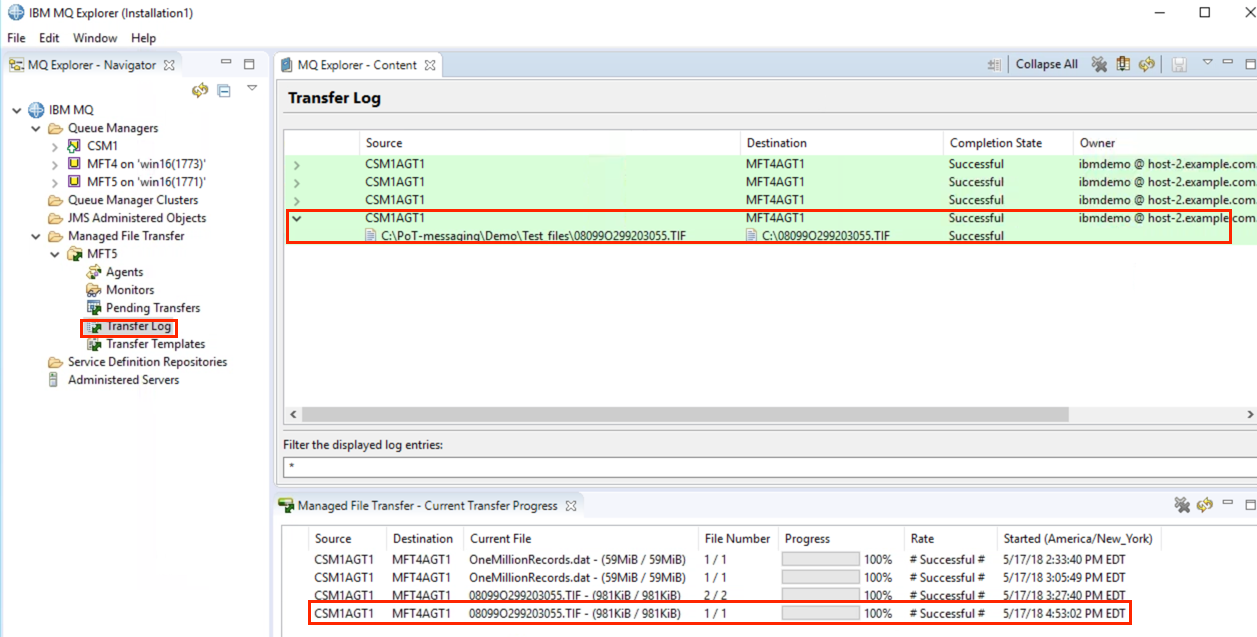 IBM MQ Explorer (Installation1)
File Edit Window Help
MQ Explorer - Navigator
IBM MQ
Queue Managers
CSM1
MFT4 on 'win16(1773)'
MFT5 on 'win16(1771)'
Queue Manager Clusters
JMS Administered Objects
Managed File Transfer
MFT5
Agents
Monitors
Pending Transfers
Transfer Log
Transfer Templates
Service Definition Repositories
Administered Servers
MQ Explorer - Content
Collapse All
Transfer Log
Source Destination Completion State Owner
CSM1AGT1 MFT4AGT1 Successful ibmdemo @ host-2.example.com.
CSM1AGT1 MFT4AGT1 Successful ibmdemo @ host-2.example.com.
CSM1AGT1 MFT4AGT1 Successful ibmdemo @ host-2.example.com.
CSM1AGT1 MFT4AGT1 Successful ibmdemo @ host-2.example.com.
C:\PoT-messaging\Demo\Test_files\08099O299203055.TIF C:\08099O299203055.TIF Successful
Filter the displayed log entries:
*
Managed File Transfer - Current Transfer Progress
Source Destination Current File File Number Progress Rate Started (America/New_York)
CSM1AGT1 MFT4AGT1 OneMillionRecords.dat - (59MiB / 59MiB) 1 / 1 100% # Successful # 5/17/18 2:33:40 PM EDT
CSM1AGT1 MFT4AGT1 OneMillionRecords.dat - (59MiB / 59MiB) 1 / 1 100% # Successful # 5/17/18 3:05:49 PM EDT
CSM1AGT1 MFT4AGT1 08099O299203055.TIF - (981KiB / 981KiB) 2 / 2 100% # Successful # 5/17/18 3:27:40 PM EDT
CSM1AGT1 MFT4AGT1 08099O299203055.TIF - (981KiB / 981KiB) 1 / 1 100% # Successful # 5/17/18 4:53:02 PM EDT